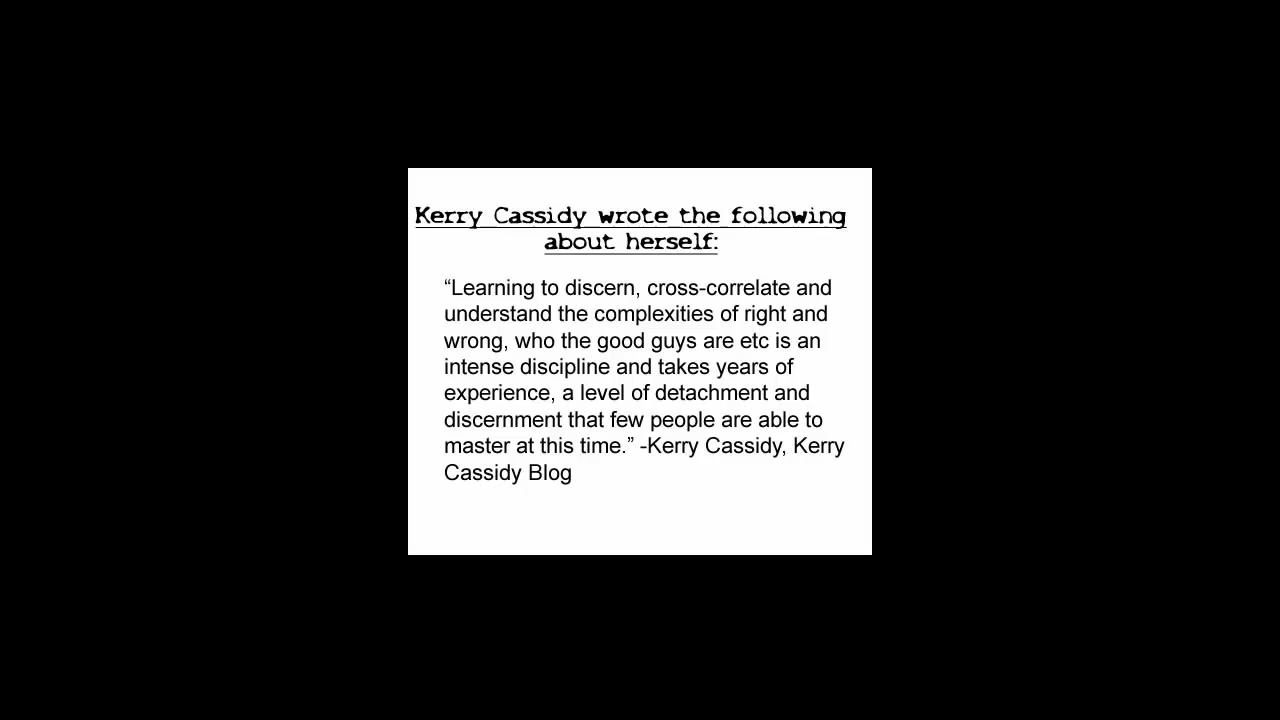 Kerry Cassidy wrote the following
about herself:
“Learning to discern, cross-correlate and
understand the complexities of right and
wrong, who the good guys are etc is an
intense discipline and takes years of
experience, a level of detachment and
discernment that few people are able to
master at this time.” -Kerry Cassidy, Kerry
Cassidy Blog